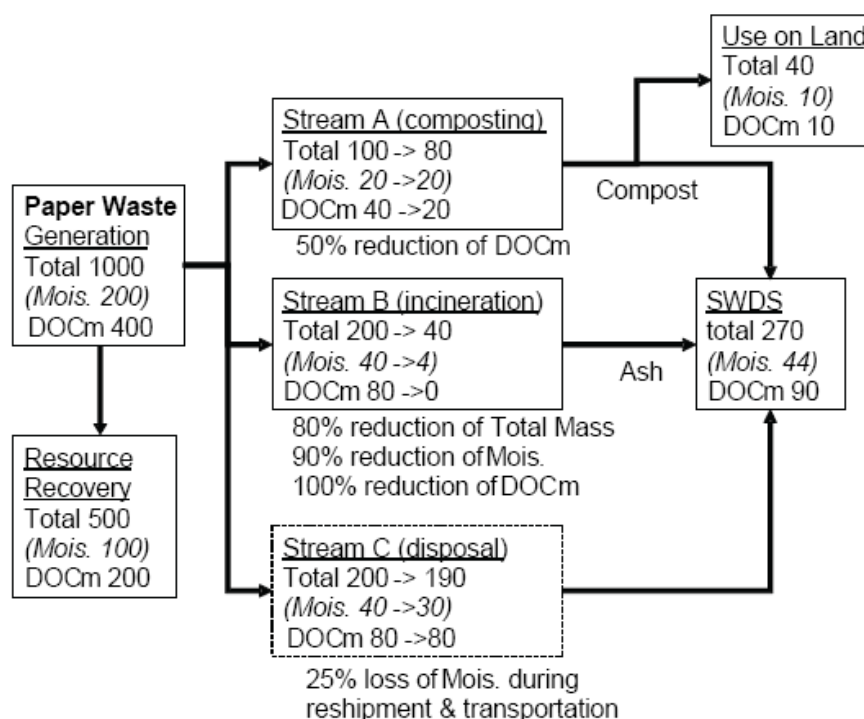 Paper Waste
Generation
Total 1000
(Mois. 200)
DOCm 400
Resource
Recovery
Total 500
(Mois. 100)
DOCm 200
Stream A (composting)
Total 100 -> 80
(Mois. 20 ->20)
DOCm 40 ->20
50% reduction of DOCm
Stream B (incineration)
Total 200 -> 40
(Mois. 40 ->4)
DOCm 80 ->0
80% reduction of Total Mass
90% reduction of Mois.
100% reduction of DOCm
Stream C (disposal)
Total 200 -> 190
(Mois. 40 ->30)
DOCm 80 ->80
25% loss of Mois. during
reshipment & transportation
Compost
Ash
Use on Land
Total 40
(Mois. 10)
DOCm 10
SWDS
total 270
(Mois. 44)
DOCm 90